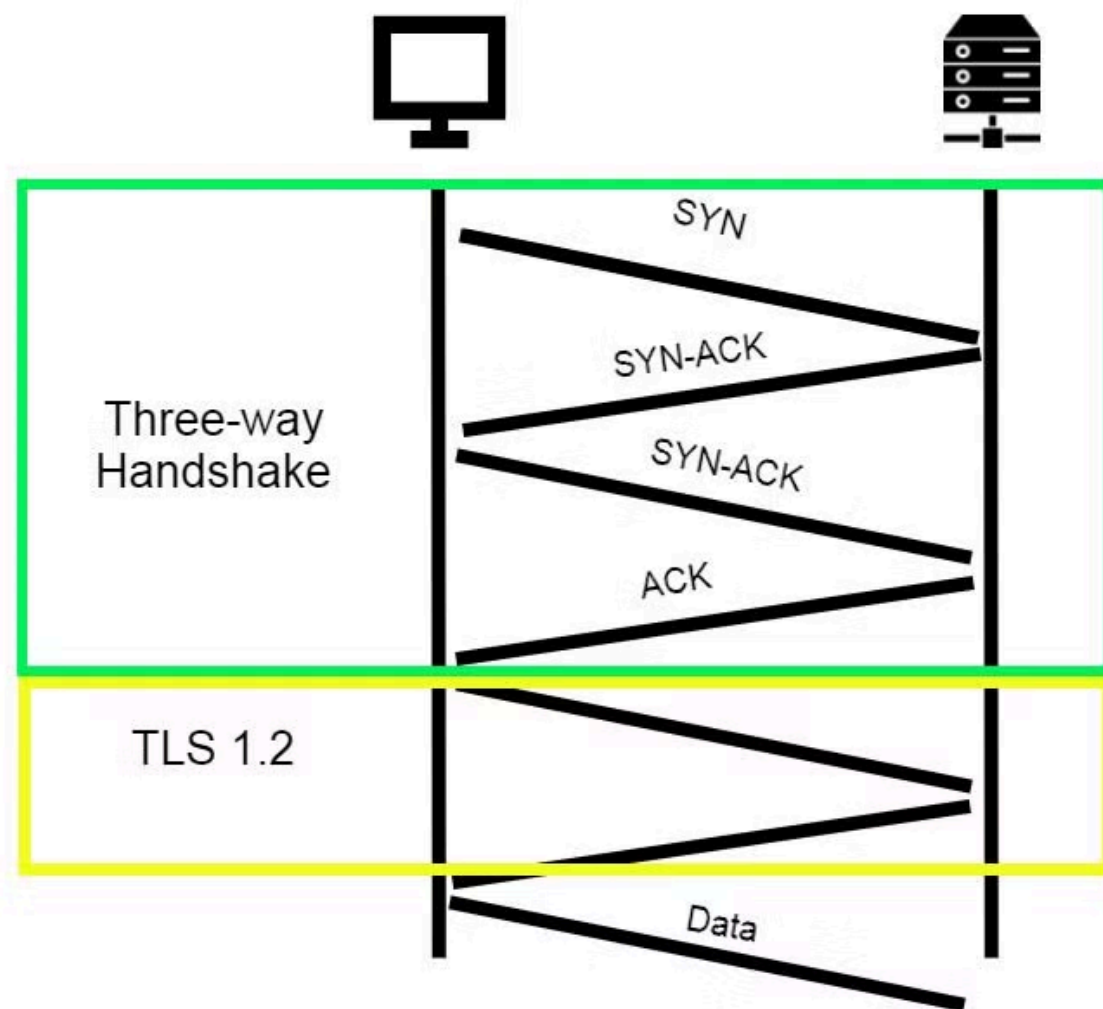 SYN
SYN-ACK
Three-way
Handshake
SYN-ACK
ACK
TLS 1.2
Data